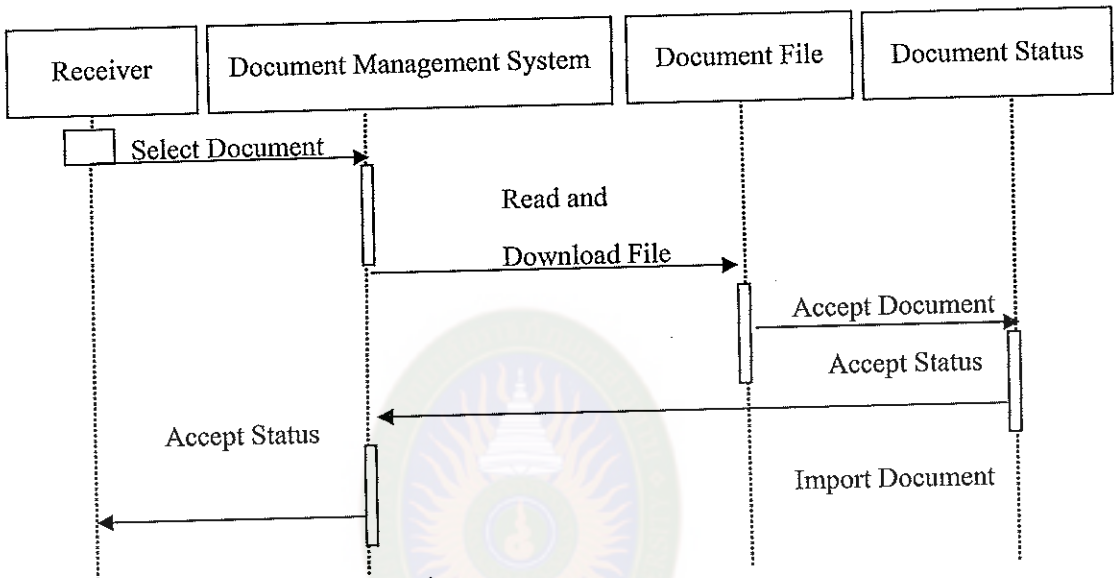 Receiver
Document Management System
Document File
Document Status
Select Document
Read and
Download File
Accept Document
Accept Status
Accept Status
Import Document